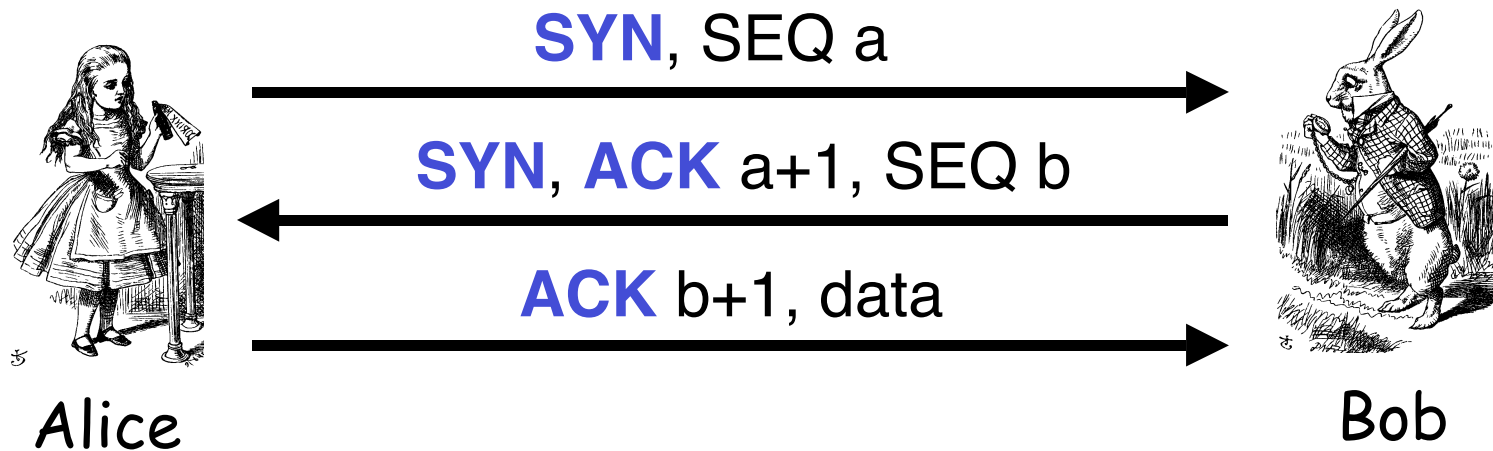 SYN, SEQ a
SYN, ACK a+1, SEQ b
ACK b+1, data
Alice
Bob